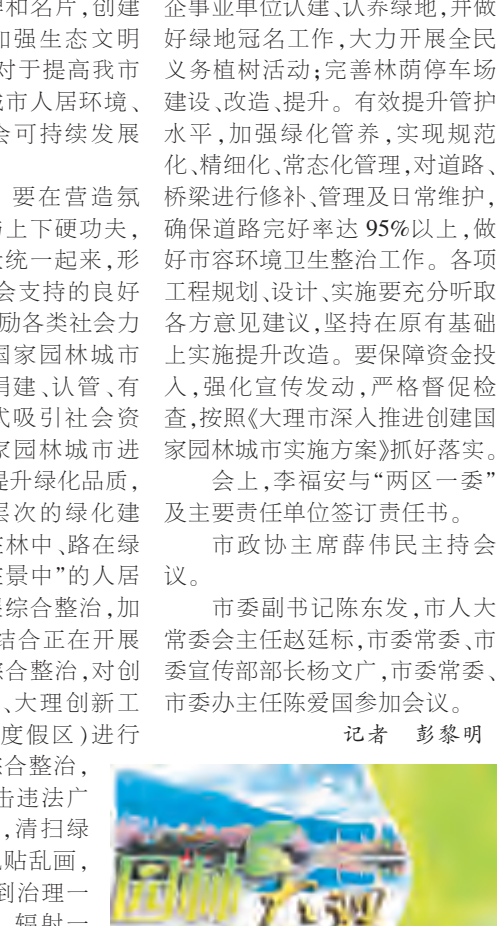 和名片,创建
加强生态文明
对于提高我市
市人居环境、
会可持续发展
要在营造氛
上下硬功夫,
统一起来,形
会支持的良好
励各类社会力
国家园林城市
捐建、认管、有
式吸引社会资
家园林城市进
提升绿化品质,
层次的绿化建
在林中、路在绿
在景中”的人居
综合整治,加
结合正在开展
综合整治,对创
、大理创新工
度假区)进行
综合整治,
击违法广
,清扫绿
贴乱画,
到治理一
辐射一
企事业单位认建、认养绿地,并做
好绿地冠名工作,大力开展全民
义务植树活动;完善林荫停车场
建设、改造、提升。有效提升管护
水平,加强绿化管养,实现规范
化、精细化、常态化管理,对道路、
桥梁进行修补、管理及日常维护,
确保道路完好率达95%以上,做
好市容环境卫生整治工作。各项
工程规划、设计、实施要充分听取
各方意见建议,坚持在原有基础
上实施提升改造。要保障资金投
入,强化宣传发动,严格督促检
查,按照《大理市深入推进创建国
家园林城市实施方案》抓好落实。
会上,李福安与“两区一委”
及主要责任单位签订责任书。
市政协主席薛伟民主持会
议。
市委副书记陈东发,市人大
常委会主任赵廷标,市委常委、市
委宣传部部长杨文广,市委常委、
市委办主任陈爱国参加会议。
记者 彭黎明
园林